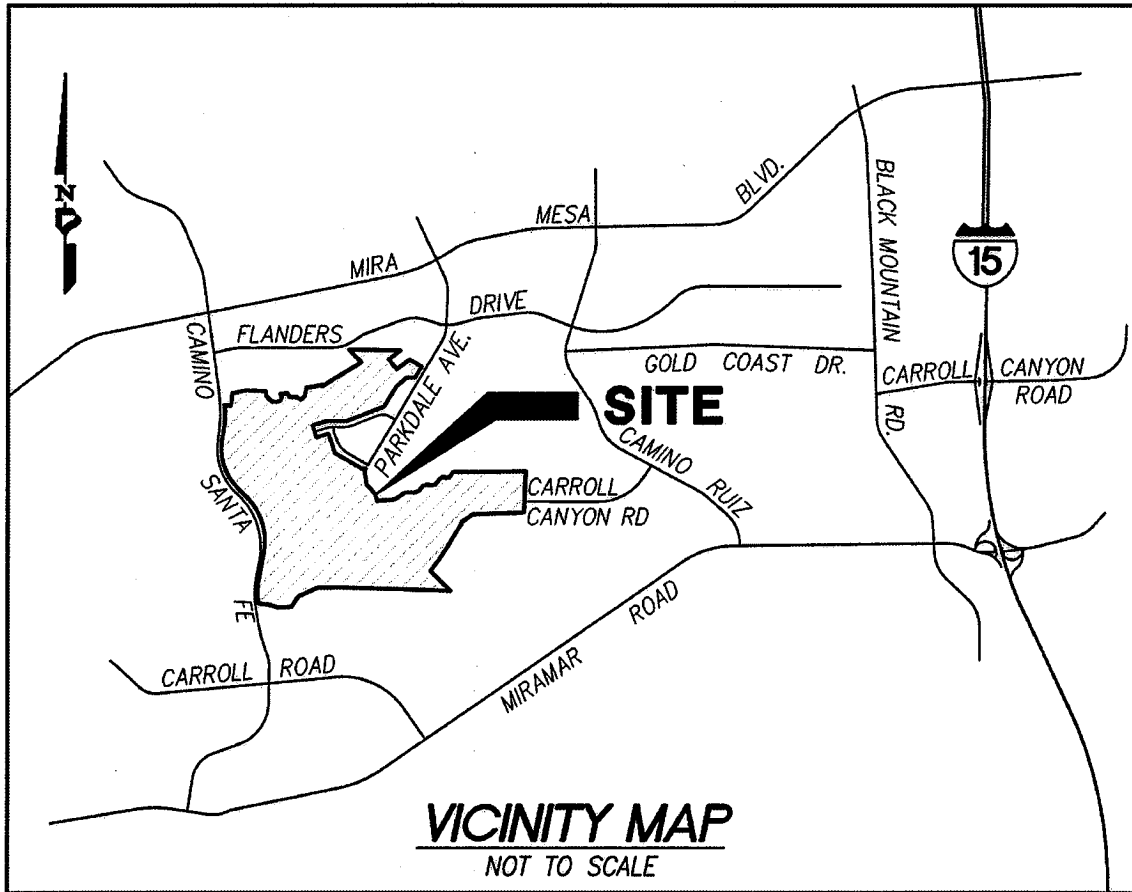 N
MIRA MESA BLVD.
BLACK MOUNTAIN RD.
15
CAMINO SANTA FE
FLANDERS DRIVE
PARKDALE AVE.
GOLD COAST DR.
CARROLL CANYON
ROAD
SITE
CAMINO RUIZ
CARROLL
CANYON RD
MIRAMAR ROAD
CARROLL ROAD
VICINITY MAP
NOT TO SCALE